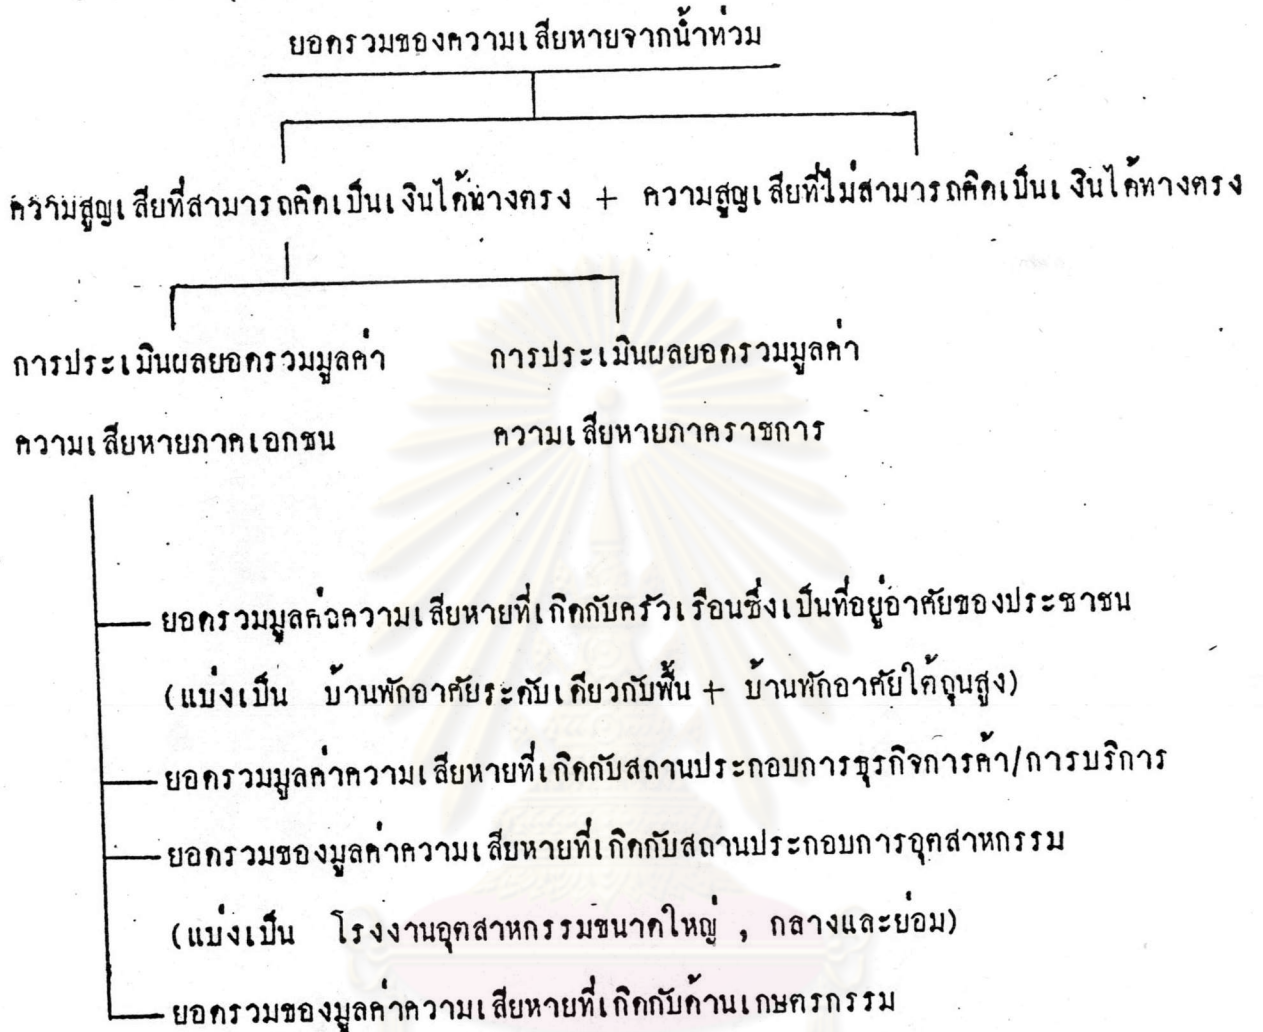 ยอดรวมของความเสียหายจากน้ำท่วม
ความสูญเสียที่สามารถคิดเป็นเงินได้ทางตรง + ความสูญเสียที่ไม่สามารถคิดเป็นเงินได้ทางตรง
การประเมินผลยอดรวมมูลค่า การประเมินผลยอดรวมมูลค่า
ความเสียหายภาคเอกชน ความเสียหายภาคราชการ
ยอดรวมมูลค่าความเสียหายที่เกิดกับครัวเรือนซึ่งเป็นที่อยู่อาศัยของประชาชน
(แบ่งเป็น บ้านพักอาศัยระดับเดียวกับพื้น + บ้านพักอาศัยใต้ถุนสูง)
ยอดรวมมูลค่าความเสียหายที่เกิดกับสถานประกอบการธุรกิจการค้า/การบริการ
ยอดรวมของมูลค่าความเสียหายที่เกิดกับสถานประกอบการอุตสาหกรรม
(แบ่งเป็น โรงงานอุตสาหกรรมขนาดใหญ่ , กลางและย่อม)
ยอดรวมของมูลค่าความเสียหายที่เกิดกับด้านเกษตรกรรม